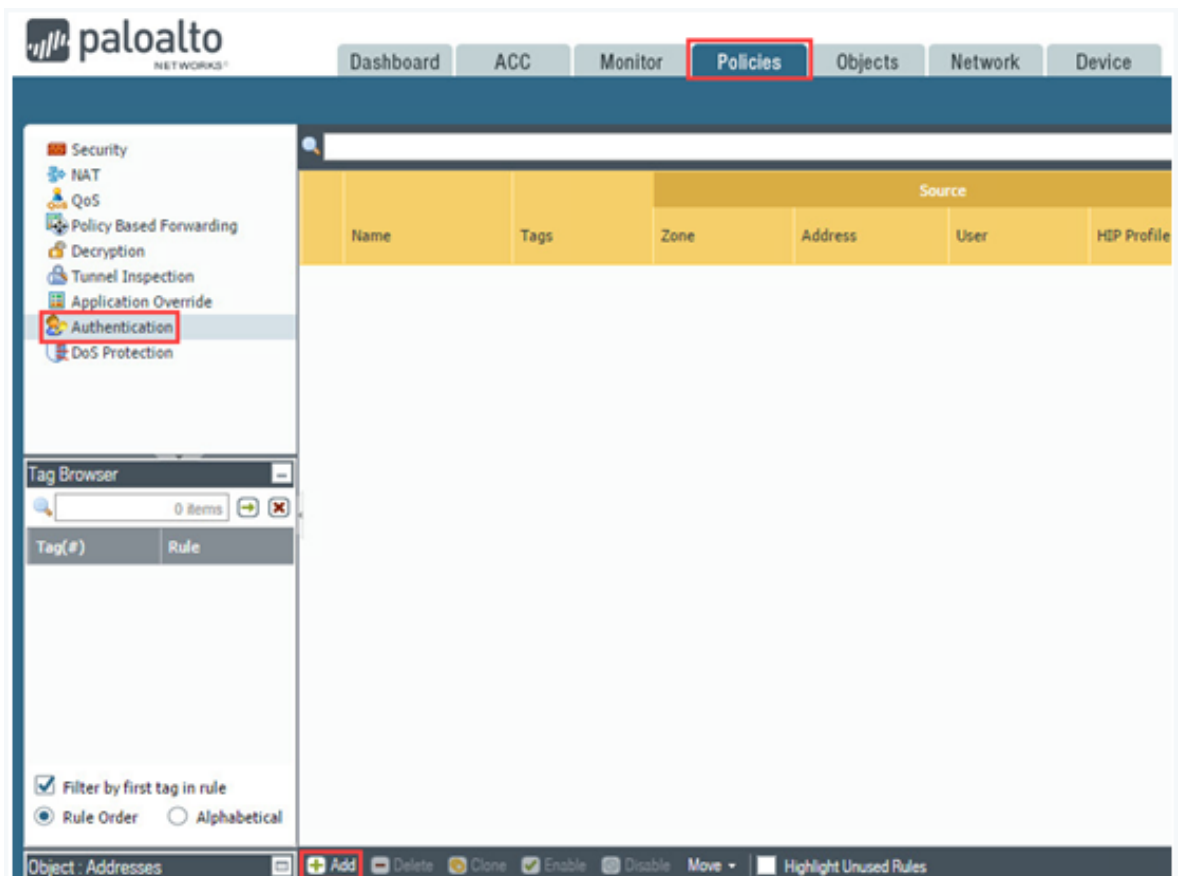 paloalto
NETWORKS®
Dashboard ACC Monitor Policies Objects Network Device
Security
NAT
QoS
Policy Based Forwarding
Decryption
Tunnel Inspection
Application Override
Authentication
DoS Protection
Source
Name Tags Zone Address User HIP Profile
Tag Browser
0 items
Tag(#) Rule
Filter by first tag in rule
Rule Order Alphabetical
Object : Addresses
Add Delete Clone Enable Disable Move Highlight Unused Rules